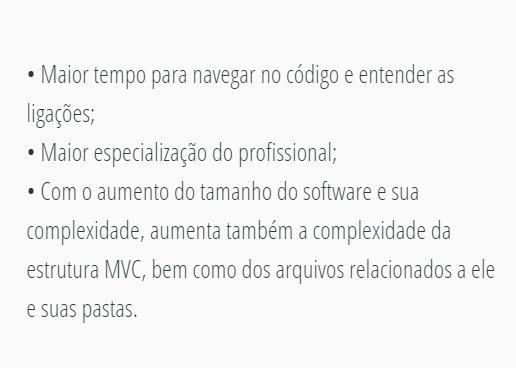 • Maior tempo para navegar no código e entender as
ligações;
• Maior especialização do profissional;
• Com o aumento do tamanho do software e sua
complexidade, aumenta também a complexidade da
estrutura MVC, bem como dos arquivos relacionados a ele
e suas pastas.